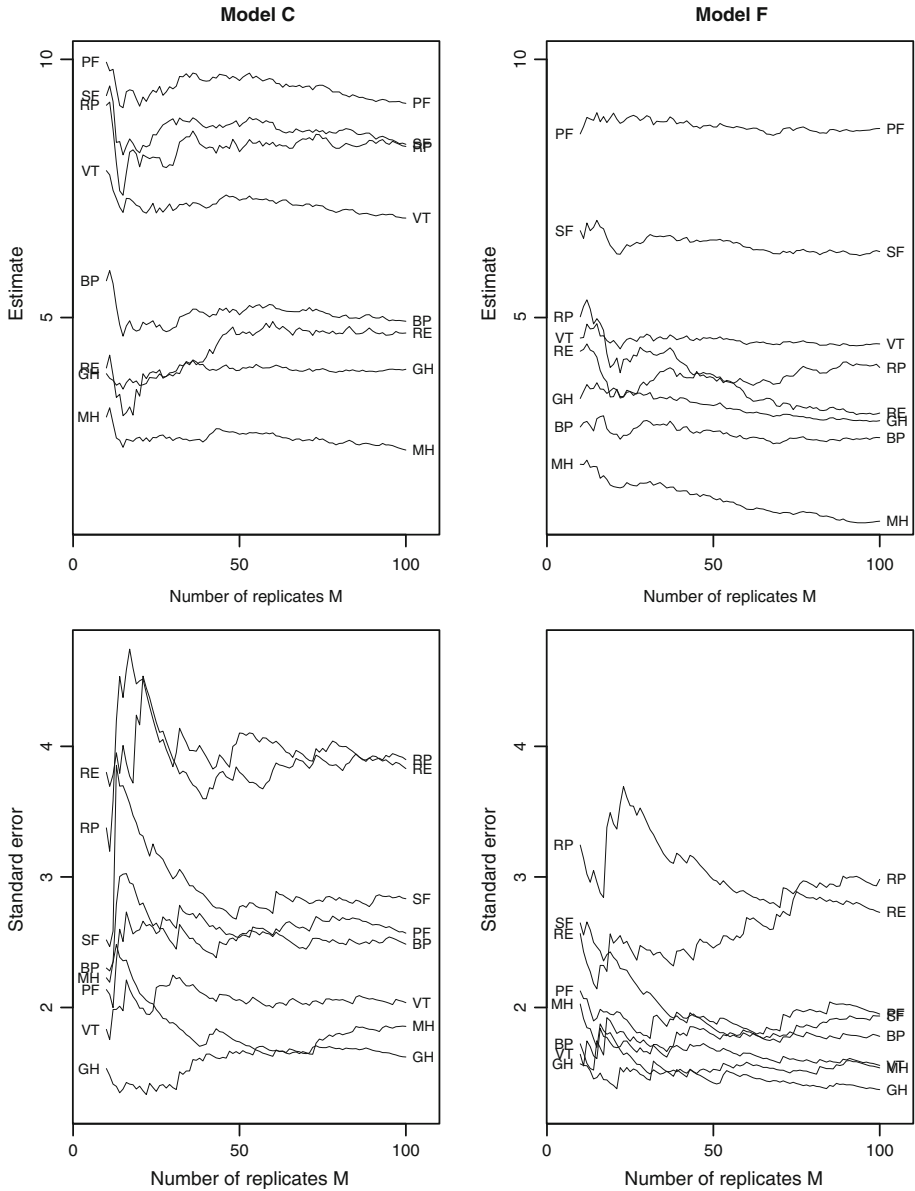 Model C
Model F
Estimate
10
5
PF
SF
RP
VT
BP
RE
GH
MH
PF
SF
RP
VT
BP
RE
GH
MH
0
50
100
Number of replicates M
Estimate
10
5
PF
SF
RP
VT
RE
GH
BP
MH
PF
SF
VT
RP
RE
GH
BP
MH
0
50
100
Number of replicates M
Standard error
4
3
2
RE
RP
SF
BP
MH
PF
VT
GH
RP
RE
SF
PF
BP
VT
MH
GH
0
50
100
Number of replicates M
Standard error
4
3
2
RP
SF
RE
PF
MH
BP
VT
GH
RP
RE
PF
SF
BP
VT
MH
GH
0
50
100
Number of replicates M